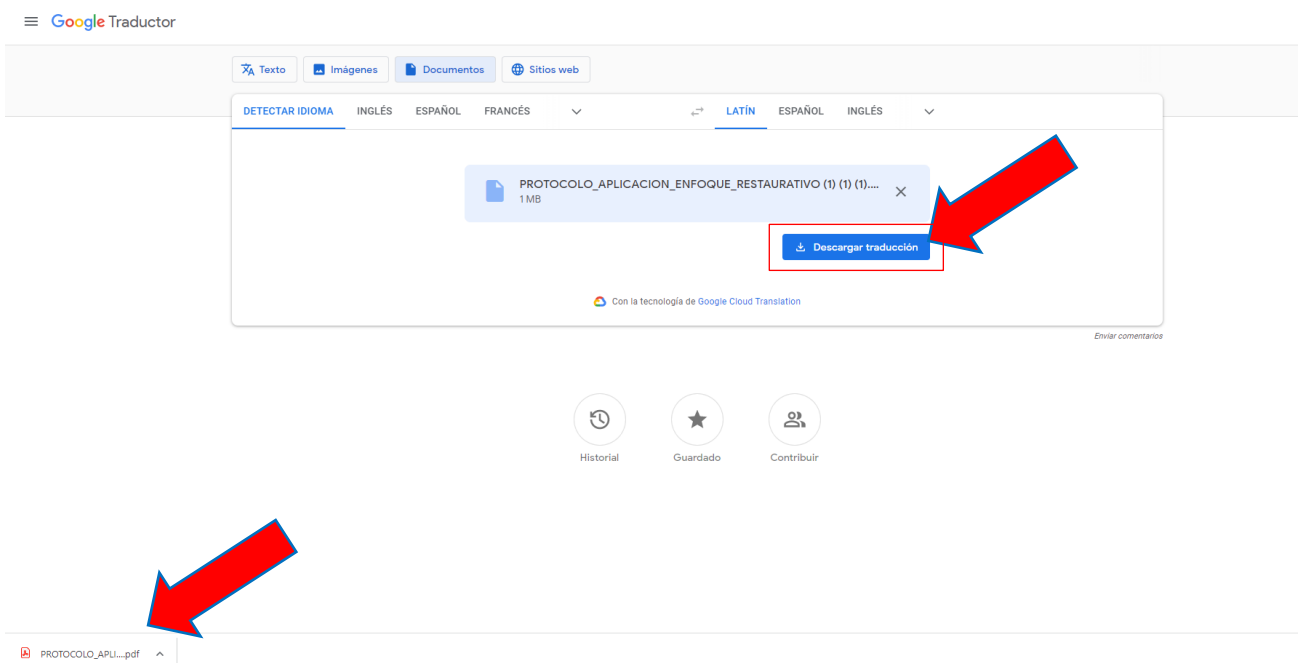 Google Traductor
Texto Imágenes Documentos Sitios web
DETECTAR IDIOMA INGLÉS ESPAÑOL FRANCÉS LATÍN ESPAÑOL INGLÉS
PROTOCOLO_APLICACION_ENFOQUE_RESTAURATIVO (1) (1) (1)....
1 MB
Descargar traducción
Con la tecnología de Google Cloud Translation
Enviar comentarios
Historial Guardado Contribuir
PROTOCOLO_APLI....pdf